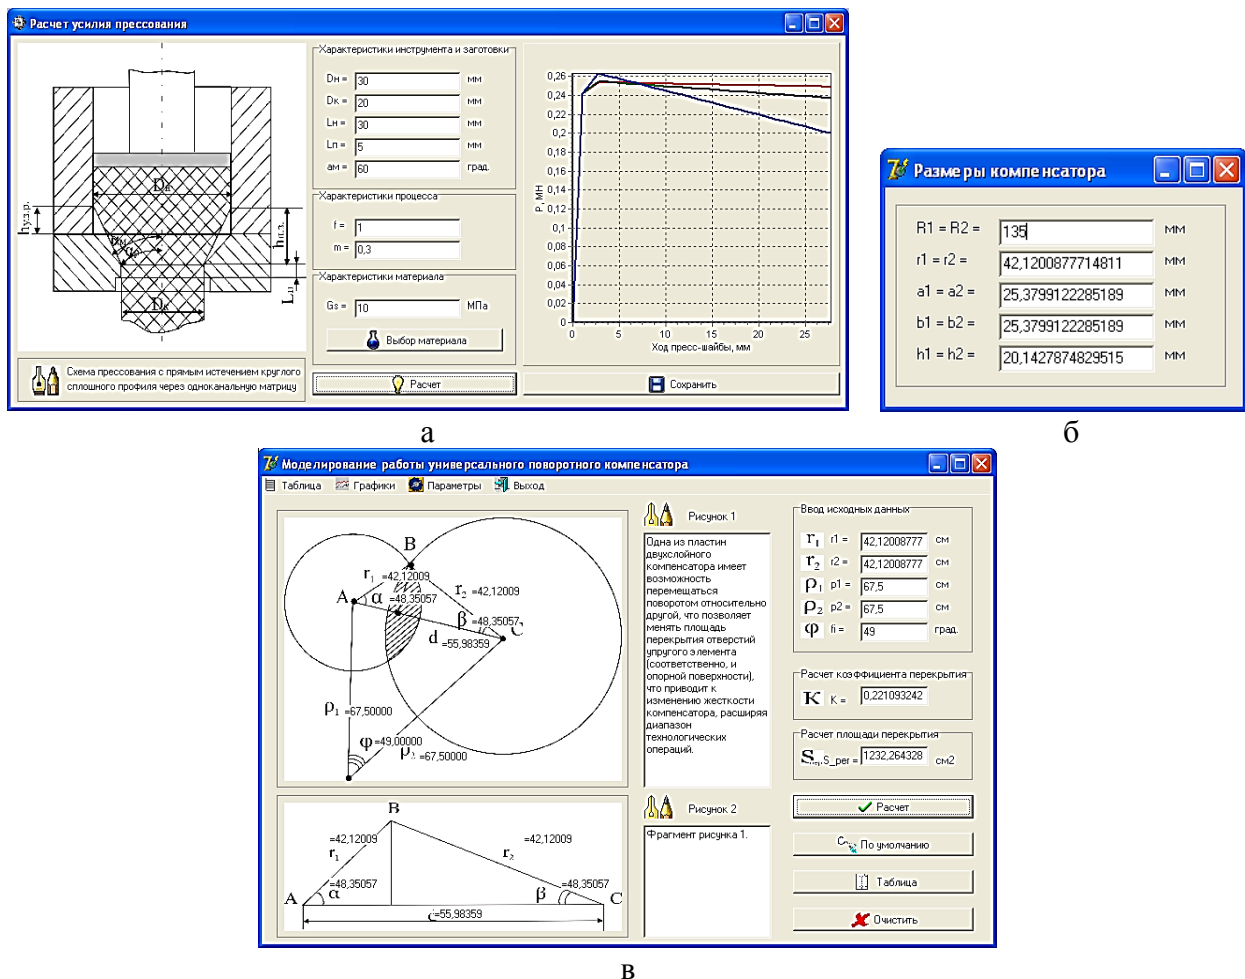 Расчет усилия прессования
Характеристики инструмента и заготовки
Dн = 30 мм
Dк = 20 мм
Lн = 30 мм
Lп = 5 мм
ам = 60 град.
Характеристики процесса
f = 1
m = 0,3
Характеристики материала
Gs = 10 МПа
Выбор материала
Расчет
Схема прессования с прямым истечением круглого
сплошного профиля через одноканальную матрицу
hу.з.р.
Lп
Dк
P, МН
0,26
0,24
0,22
0,2
0,18
0,16
0,14
0,12
0,1
0,08
0,06
0,04
0,02
0
0 5 10 15 20 25
Ход пресс-шайбы, мм
Сохранить
а
Размеры компенсатора
R1 = R2 = 135 мм
r1 = r2 = 42,1200877714811 мм
a1 = a2 = 25,3799122285189 мм
b1 = b2 = 25,3799122285189 мм
h1 = h2 = 20,1427874829515 мм
б
Моделирование работы универсального поворотного компенсатора
Таблица Графики Параметры Выход
B
r₁ =42,12009
r₂ =42,12009
A α =48,35057
β =48,35057
C
d =55,98359
ρ₁ =67,50000
φ =49,00000
ρ₂ =67,50000
Рисунок 1
Одна из пластин
двухслойного
компенсатора имеет
возможность
перемещаться
поворотом относительно
другой, что позволяет
менять площадь
перекрытия отверстий
упругого элемента
(соответственно, и
опорной поверхности),
что приводит к
изменению жесткости
компенсатора, расширяя
диапазон
технологических
операций.
Ввод исходных данных
r₁ r1 = 42,12008777 см
r₂ r2 = 42,12008777 см
ρ₁ p1 = 67,5 см
ρ₂ p2 = 67,5 см
φ fi = 49 град.
Расчет коэффициента перекрытия
К K = 0,221093242
Расчет площади перекрытия
S_per = 1232,264328 см2
B
=42,12009 =42,12009
r₁ r₂
=48,35057 =48,35057
A α β C
=55,98359
Рисунок 2
Фрагмент рисунка 1.
Расчет
По умолчанию
Таблица
Очистить
в